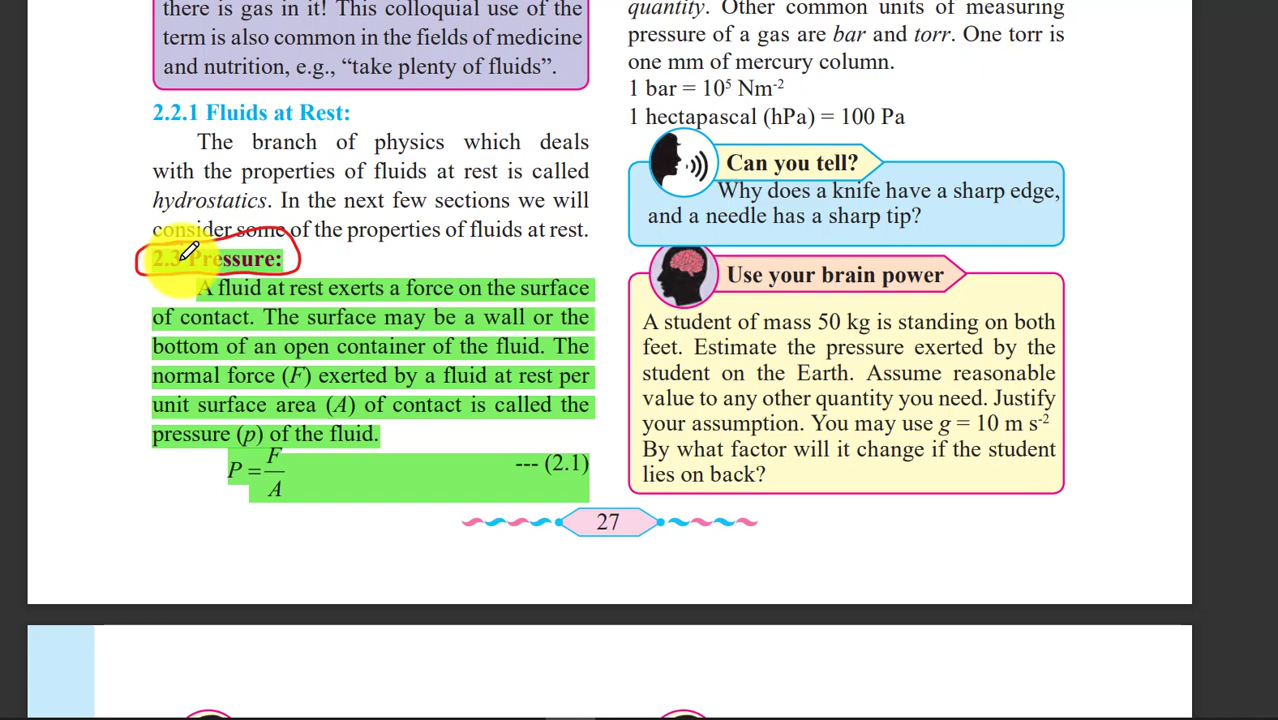 there is gas in it! This colloquial use of the
term is also common in the fields of medicine
and nutrition, e.g., “take plenty of fluids”.
2.2.1 Fluids at Rest:
The branch of physics which deals
with the properties of fluids at rest is called
hydrostatics. In the next few sections we will
consider some of the properties of fluids at rest.
2.3 Pressure:
A fluid at rest exerts a force on the surface
of contact. The surface may be a wall or the
bottom of an open container of the fluid. The
normal force (F) exerted by a fluid at rest per
unit surface area (A) of contact is called the
pressure (p) of the fluid.
P = F/A --- (2.1)
quantity. Other common units of measuring
pressure of a gas are bar and torr. One torr is
one mm of mercury column.
1 bar = 10⁵ Nm⁻²
1 hectapascal (hPa) = 100 Pa
Can you tell?
Why does a knife have a sharp edge,
and a needle has a sharp tip?
Use your brain power
A student of mass 50 kg is standing on both
feet. Estimate the pressure exerted by the
student on the Earth. Assume reasonable
value to any other quantity you need. Justify
your assumption. You may use g = 10 m s⁻²
By what factor will it change if the student
lies on back?
27